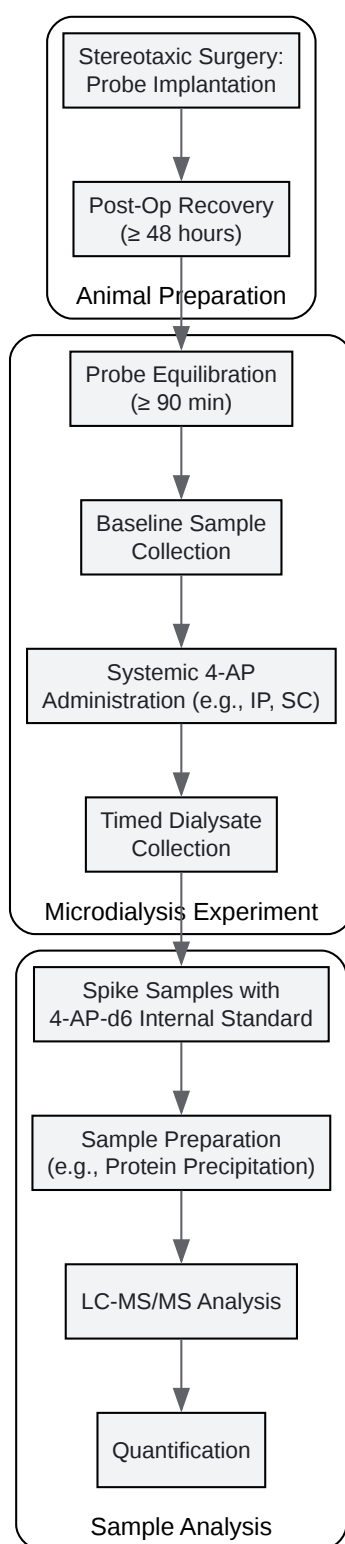 Stereotaxic Surgery:
Probe Implantation
Post-Op Recovery
(≥ 48 hours)
Animal Preparation
Probe Equilibration
(≥ 90 min)
Baseline Sample
Collection
Systemic 4-AP
Administration (e.g., IP, SC)
Timed Dialysate
Collection
Microdialysis Experiment
Spike Samples with
4-AP-d6 Internal Standard
Sample Preparation
(e.g., Protein Precipitation)
LC-MS/MS Analysis
Quantification
Sample Analysis